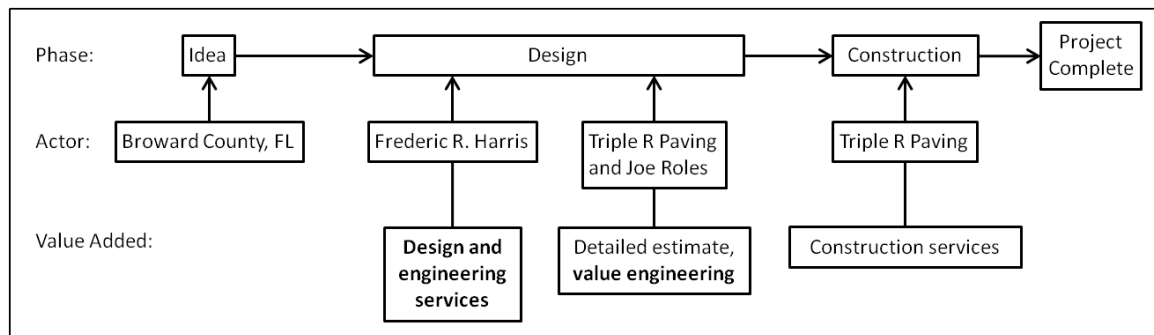 Phase:
Idea
Design
Construction
Project
Complete
Actor:
Broward County, FL
Frederic R. Harris
Triple R Paving
and Joe Roles
Triple R Paving
Value Added:
Design and
engineering
services
Detailed estimate,
value engineering
Construction services